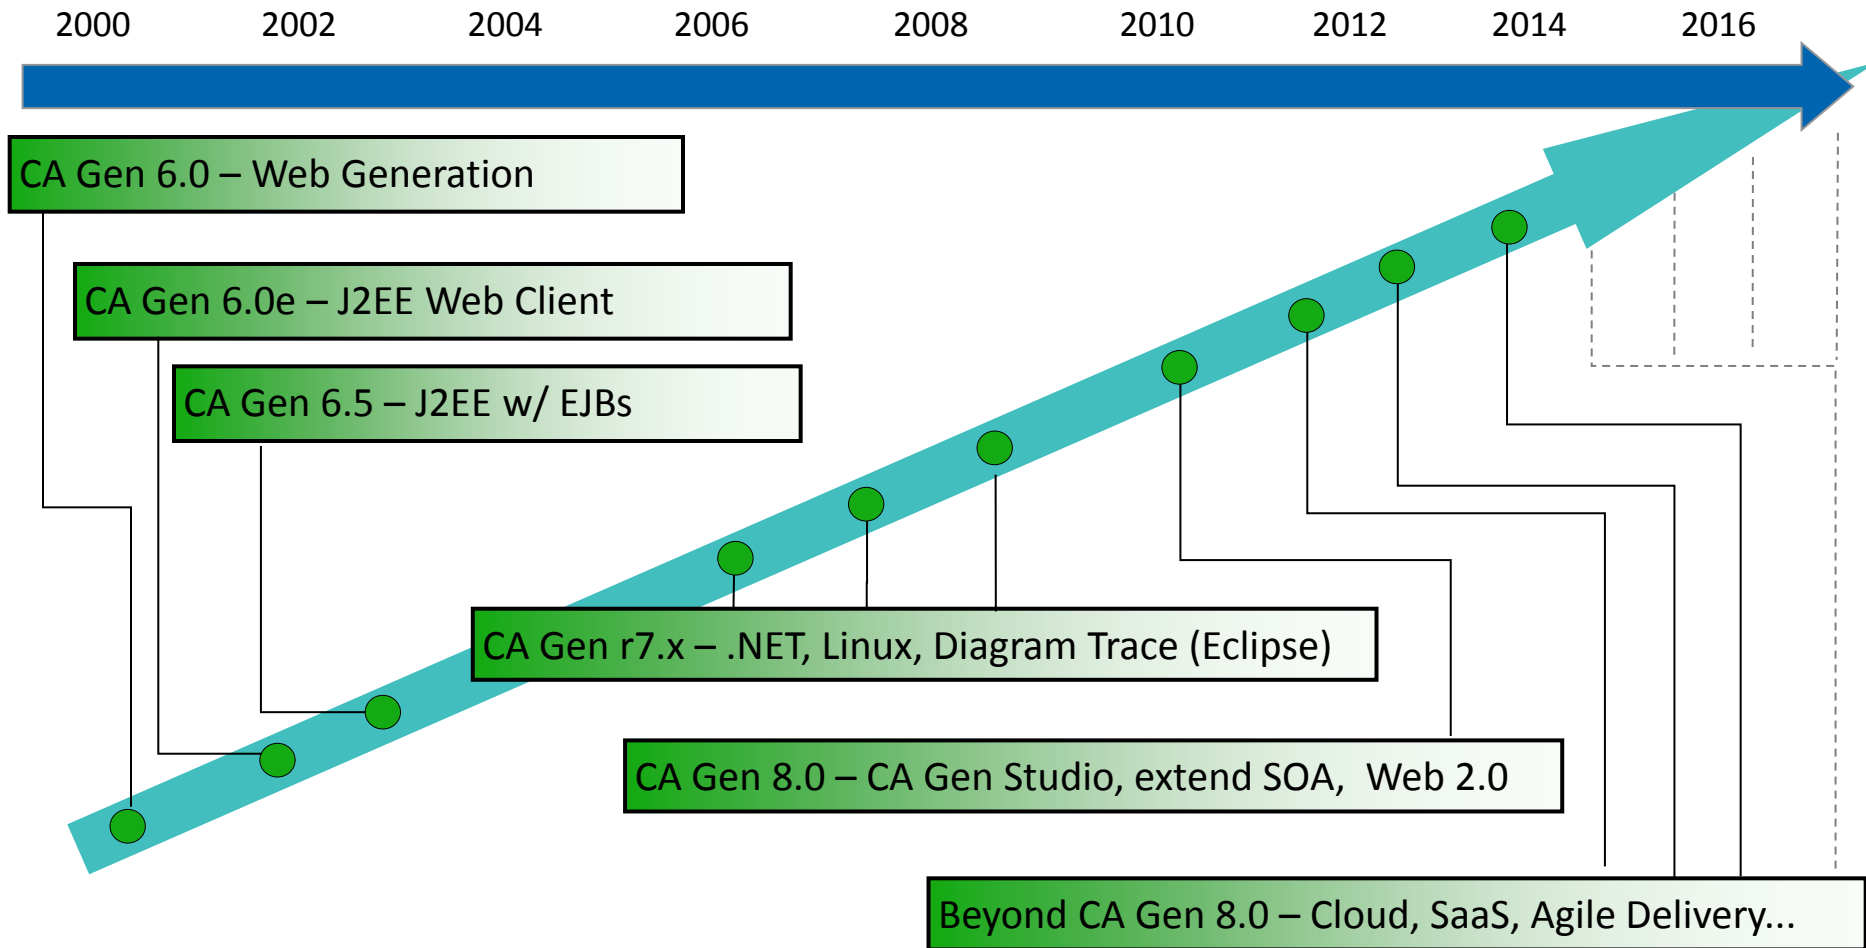 2000 2002 2004 2006 2008 2010 2012 2014 2016
CA Gen 6.0 – Web Generation
CA Gen 6.0e – J2EE Web Client
CA Gen 6.5 – J2EE w/ EJBs
CA Gen r7.x – .NET, Linux, Diagram Trace (Eclipse)
CA Gen 8.0 – CA Gen Studio, extend SOA, Web 2.0
Beyond CA Gen 8.0 – Cloud, SaaS, Agile Delivery...